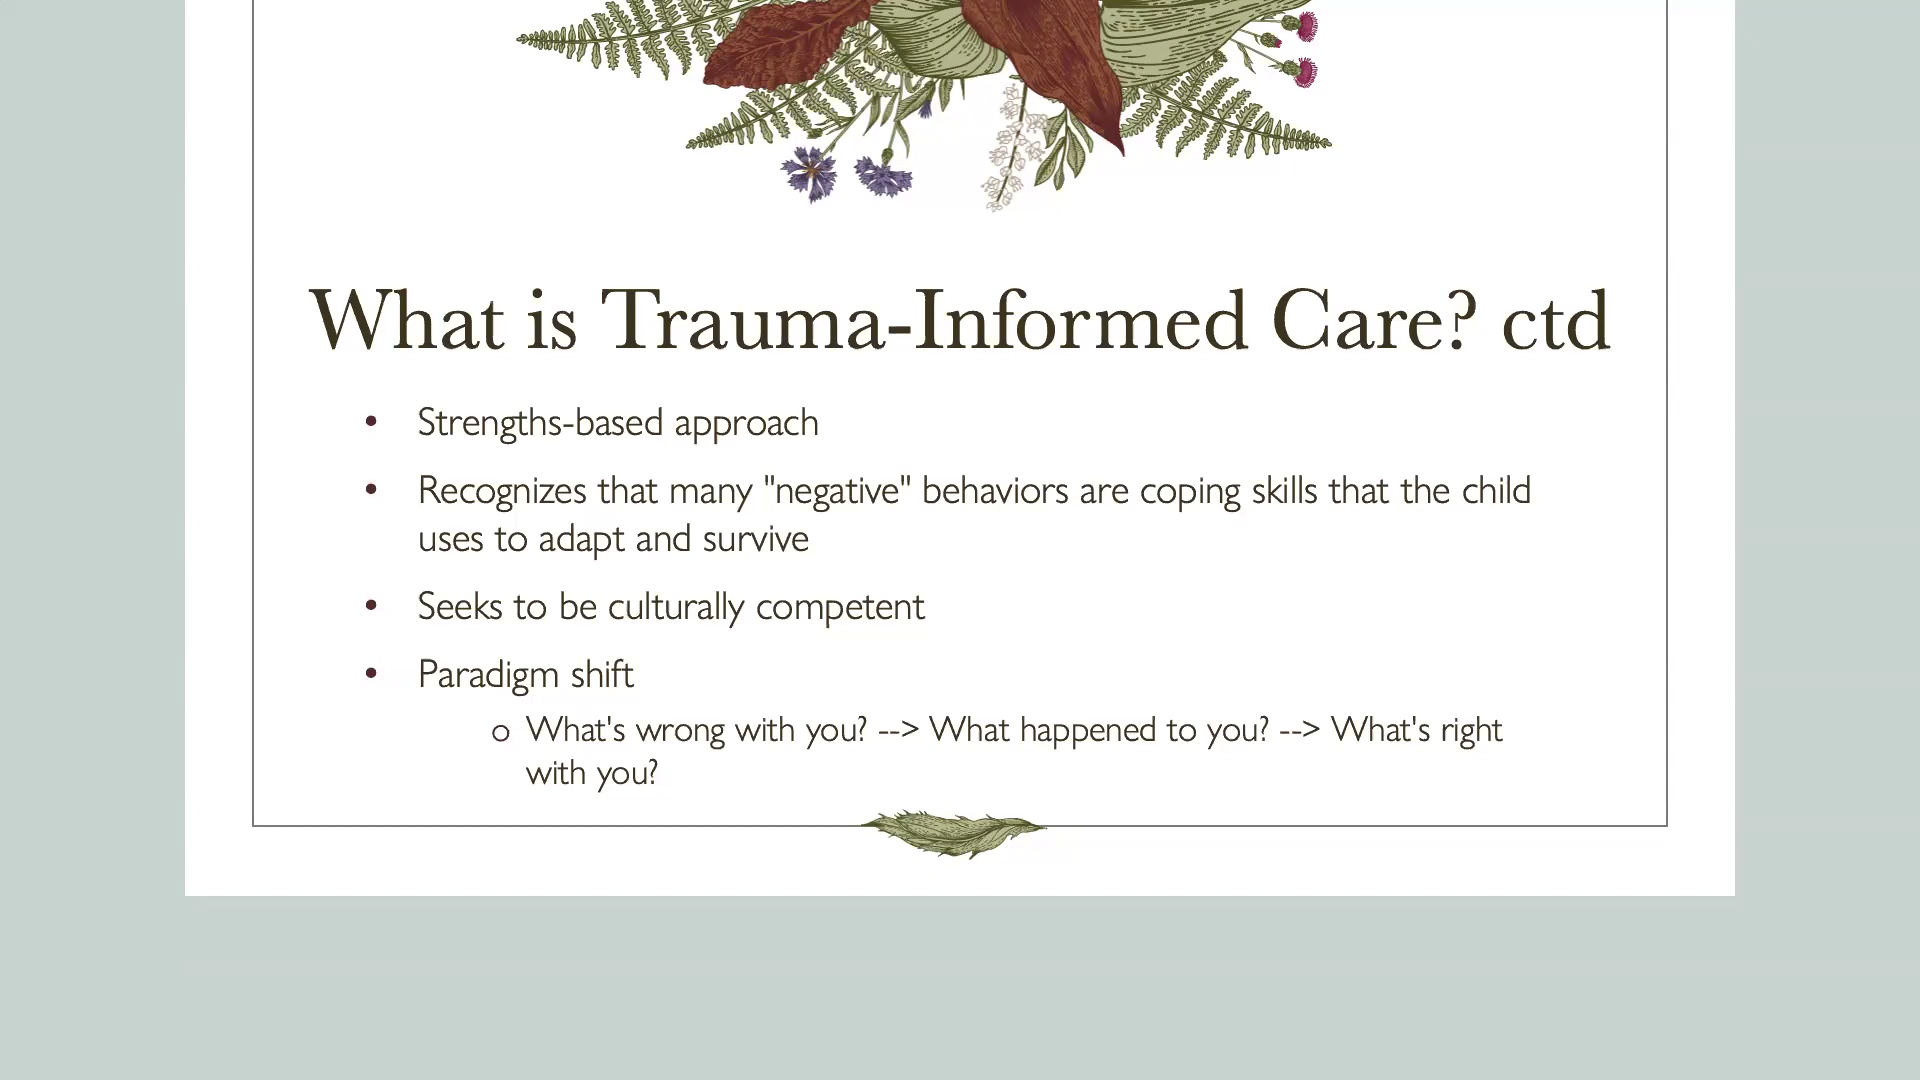 What is Trauma-Informed Care? ctd
• Strengths-based approach
• Recognizes that many "negative" behaviors are coping skills that the child
uses to adapt and survive
• Seeks to be culturally competent
• Paradigm shift
o What's wrong with you? --> What happened to you? --> What's right
with you?